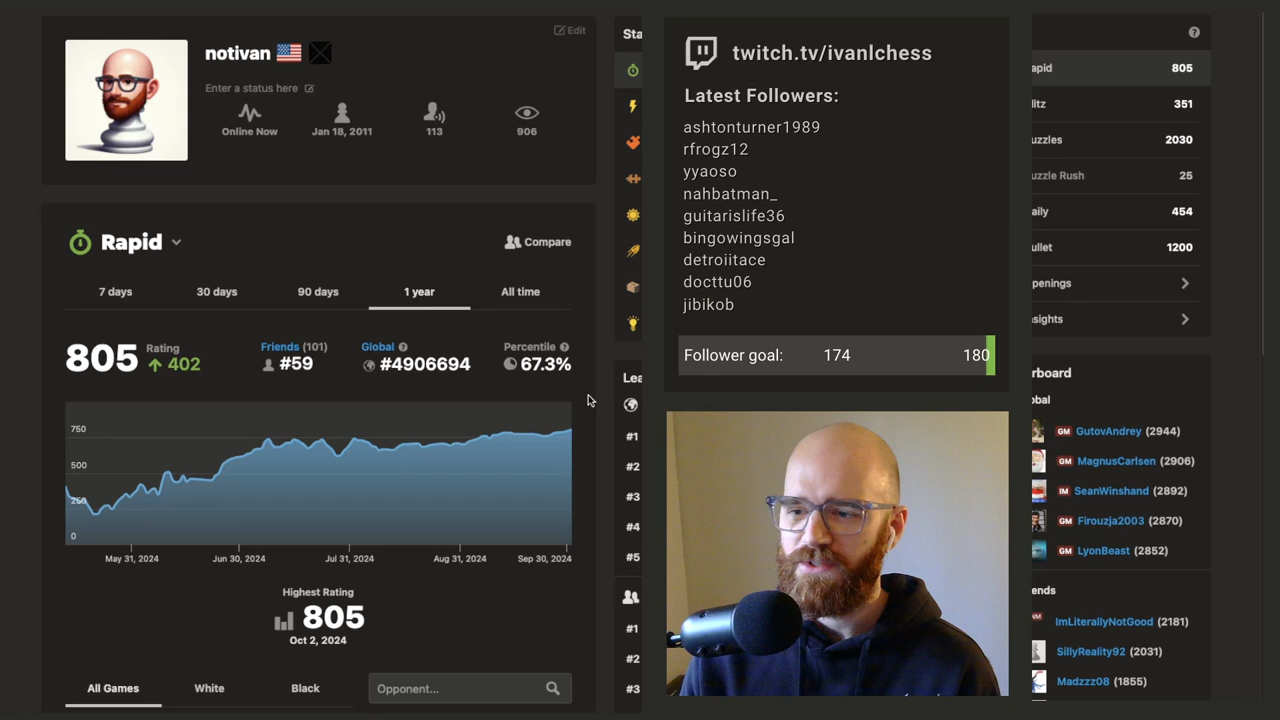 Edit
notivan
Enter a status here
Online Now
Jan 18, 2011
113
906
Rapid
Compare
7 days
30 days
90 days
1 year
All time
805
Rating
402
Friends (101)
#59
Global
#4906694
Percentile
67.3%
750
500
250
0
May 31, 2024
Jun 30, 2024
Jul 31, 2024
Aug 31, 2024
Sep 30, 2024
Highest Rating
805
Oct 2, 2024
All Games
White
Black
Opponent...
Sta
Lea
#1
#2
#3
#4
#5
#1
#2
#3
twitch.tv/ivanlchess
Latest Followers:
ashtonturner1989
rfrogz12
yyaoso
nahbatman_
guitarislife36
bingowingsgal
detroiitace
docttu06
jibikob
Follower goal: 174 180
apid 805
litz 351
uzzles 2030
uzzle Rush 25
aily 454
ullet 1200
penings
nsights
rboard
obal
GM GutovAndrey (2944)
GM MagnusCarlsen (2906)
IM SeanWinshand (2892)
GM Firouzja2003 (2870)
GM LyonBeast (2852)
ends
NM ImLiterallyNotGood (2181)
SillyReality92 (2031)
Madzzz08 (1855)